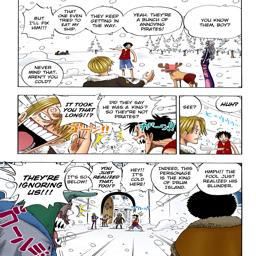 YOU KNOW
THEM, BOY?
YEAH. THEY'RE
A BUNCH OF
ANNOYING
PIRATES!
THEY KEEP
GETTING IN
THE WAY.
THAT ONE
EVEN TRIED
TO EAT MY
SHIP.
BUT
I'LL FIX
HIM!!!
NEVER MIND
THAT,
AREN'T YOU
COLD?
HUH?
SEE..
DID THEY
SAY HE WAS
A KING?
SO THEY'RE
NOT
PIRATES?
IT TOOK
YOU THAT
LONG!!?
HMPH!! THE
FOOL JUST
REALISED HIS
BLUNDER.
INDEED, THIS
PERSONAGE
IS THE KING
OF DRUM
ISLAND.
HEY!!
IT'S
COLD
HERE!
YOU
JUST
REALIZED
THAT,
TOO!?
IT'S
SO
BELOW
THEY'RE
IGNORING
US!!!